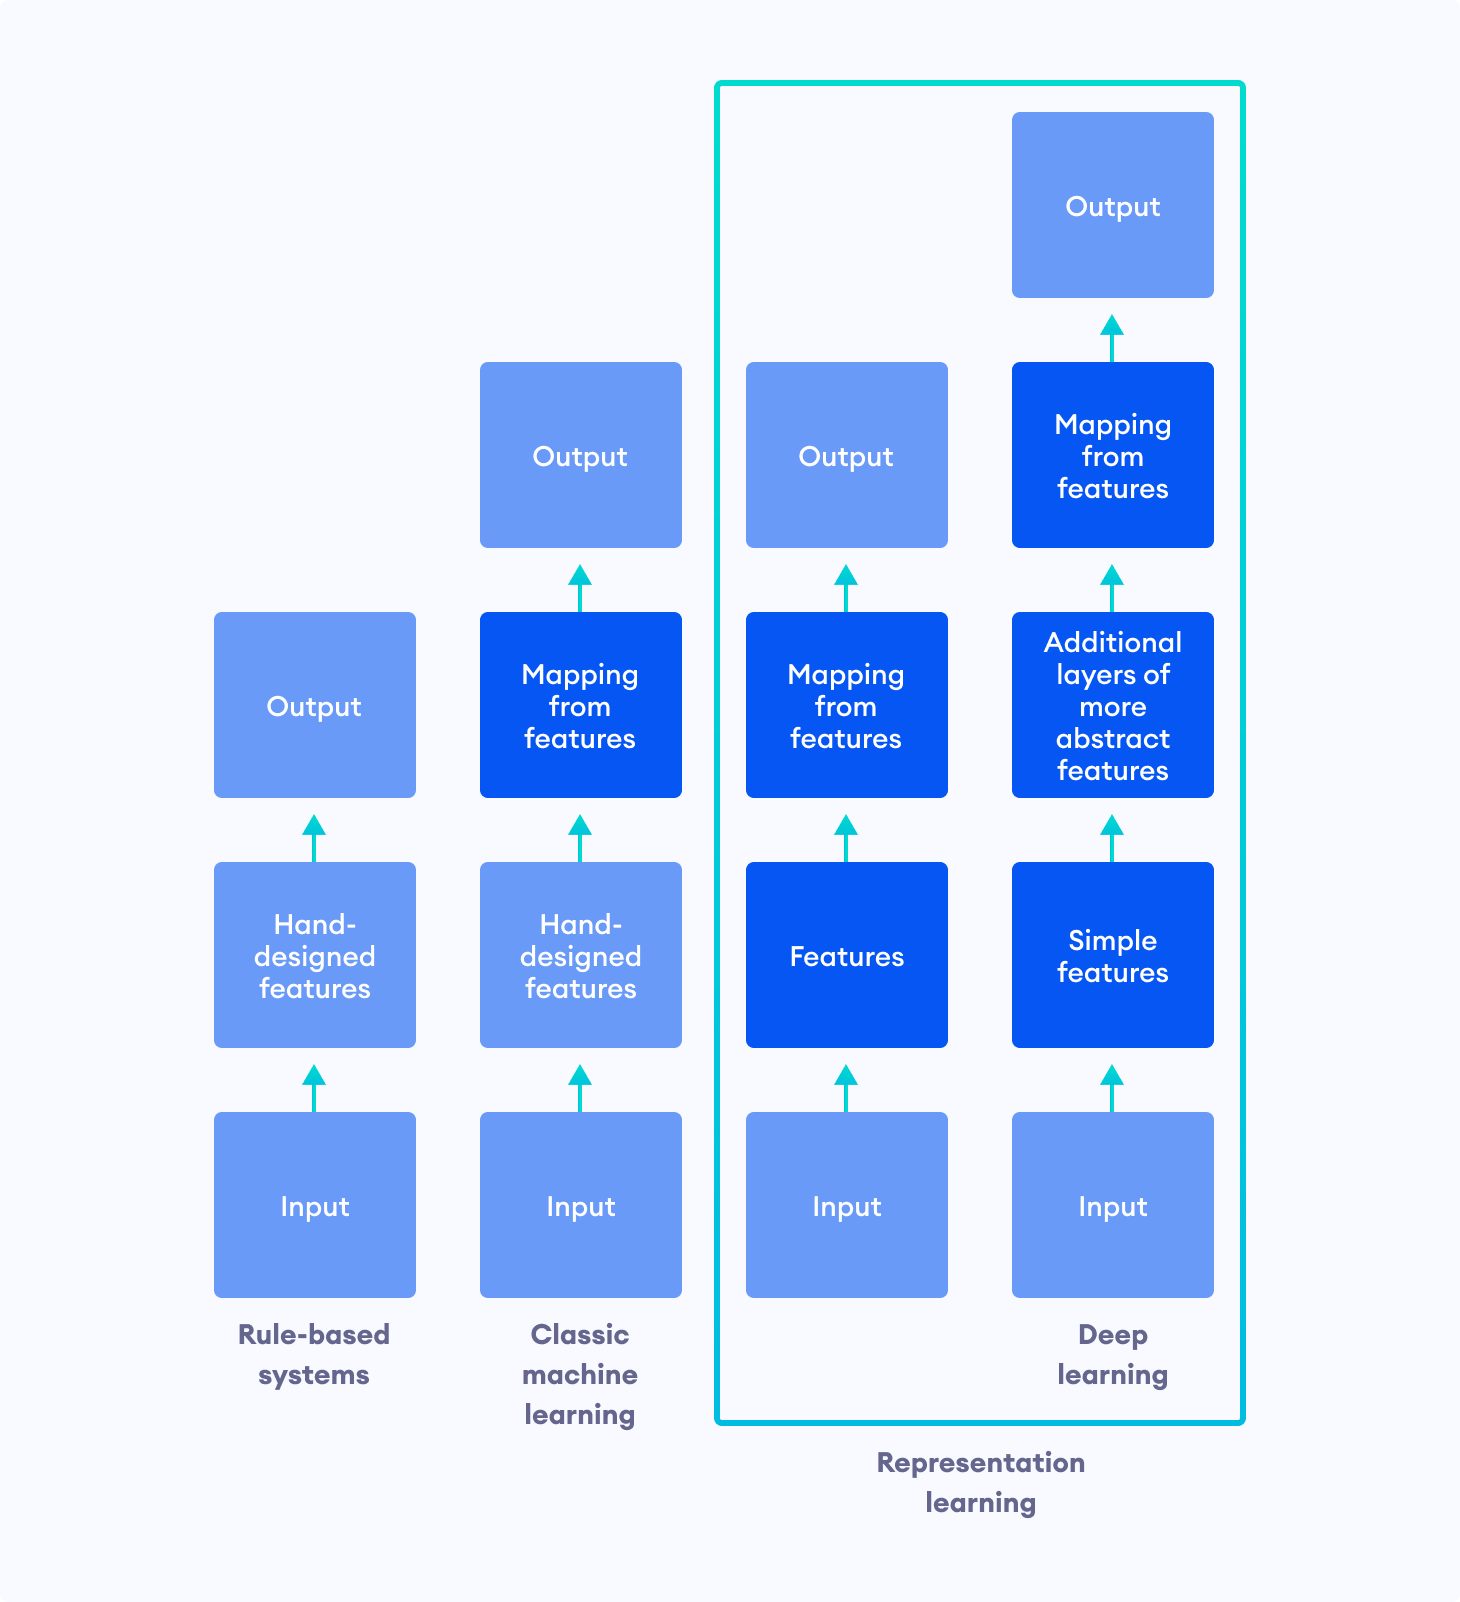 Output
Output
Output
Mapping
from
features
Output
Mapping
from
features
Mapping
from
features
Additional
layers of
more
abstract
features
Hand-
designed
features
Hand-
designed
features
Features
Simple
features
Input
Input
Input
Input
Rule-based
systems
Classic
machine
learning
Deep
learning
Representation
learning